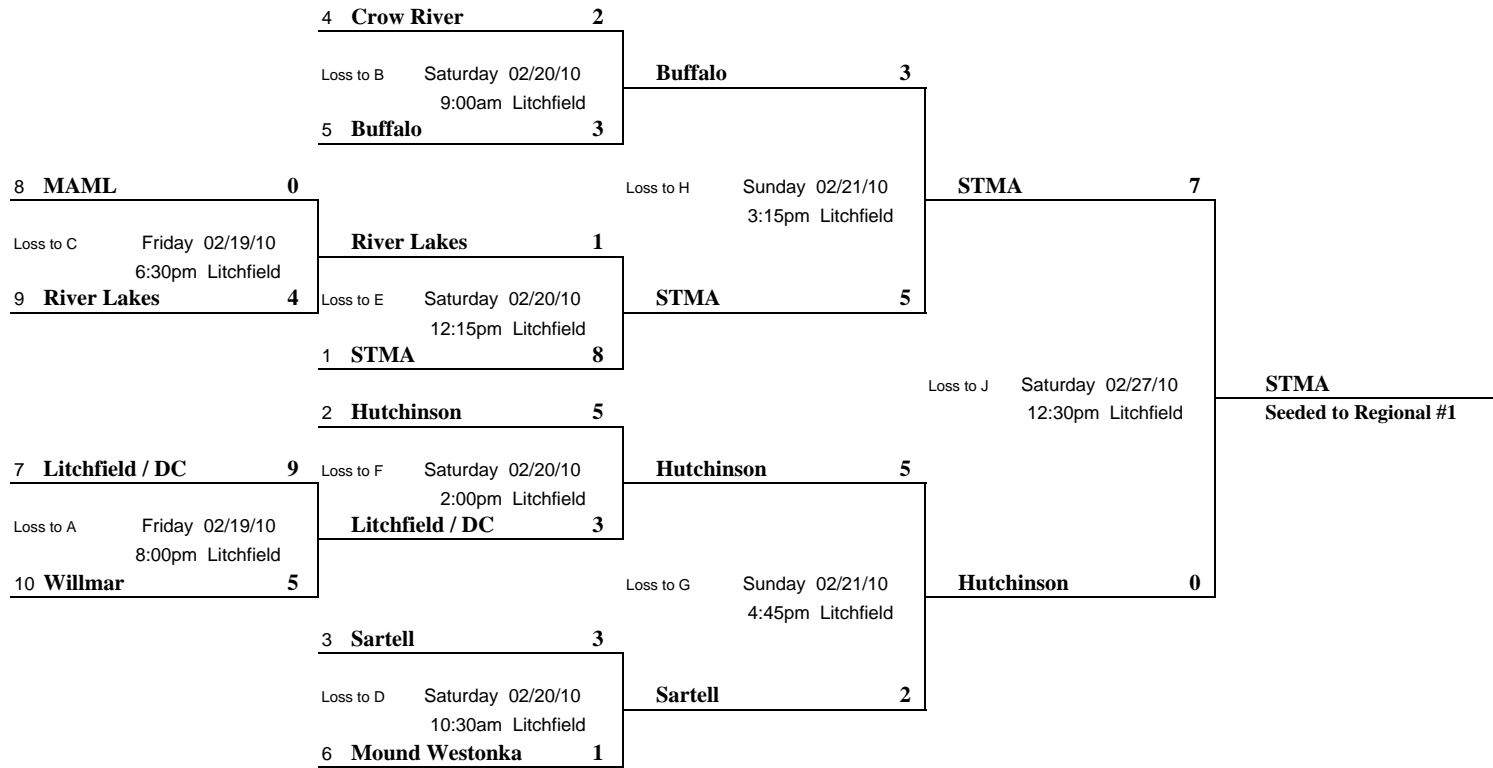 4 Crow River 2
Loss to B Saturday 02/20/10
9:00am Litchfield
5 Buffalo 3
Buffalo 3
8 MAML 0
Loss to C Friday 02/19/10
6:30pm Litchfield
9 River Lakes 4
River Lakes 1
Loss to E Saturday 02/20/10
12:15pm Litchfield
1 STMA 8
STMA 5
Loss to H Sunday 02/21/10
3:15pm Litchfield
STMA 7
2 Hutchinson 5
Loss to F Saturday 02/20/10
2:00pm Litchfield
Litchfield / DC 3
7 Litchfield / DC 9
Loss to A Friday 02/19/10
8:00pm Litchfield
10 Willmar 5
Hutchinson 5
3 Sartell 3
Loss to D Saturday 02/20/10
10:30am Litchfield
6 Mound Westonka 1
Sartell 2
Loss to G Sunday 02/21/10
4:45pm Litchfield
Hutchinson 0
Loss to J Saturday 02/27/10
12:30pm Litchfield
STMA
Seeded to Regional #1